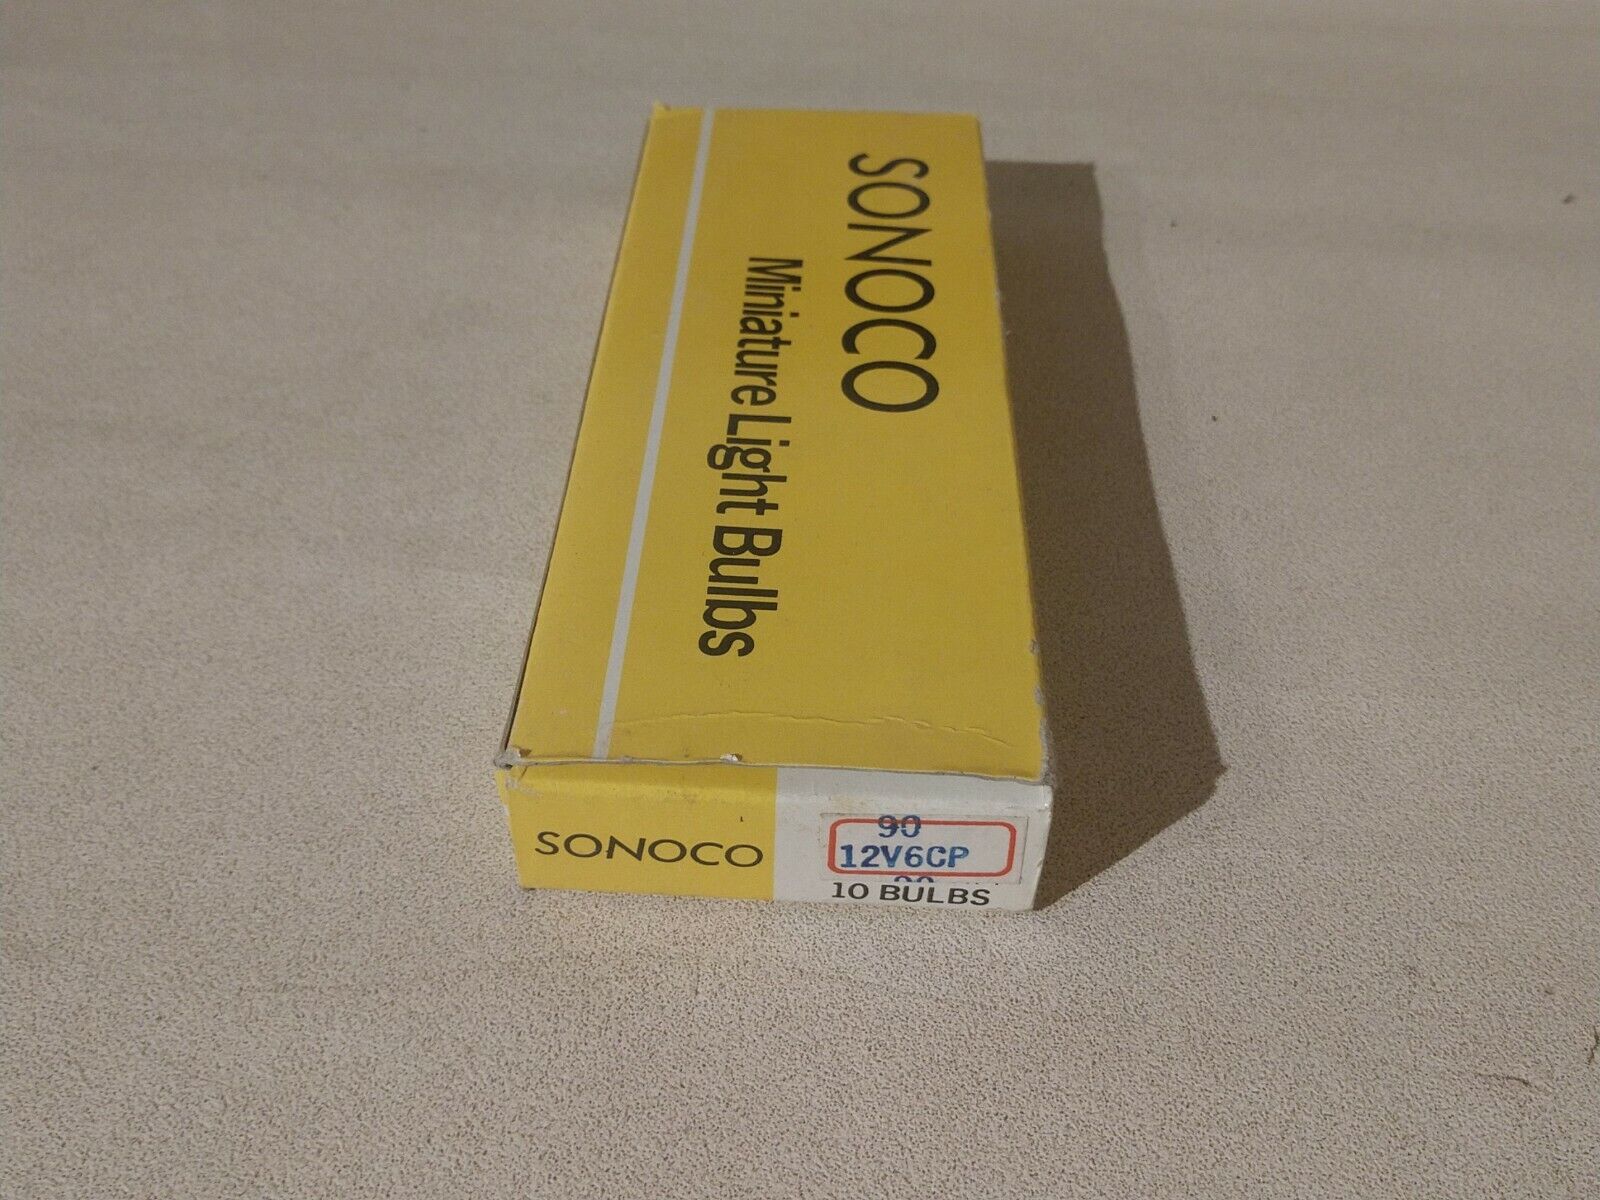 SONOCO
Miniature Light Bulbs
SONOCO
90
12V6CP
10 BULBS